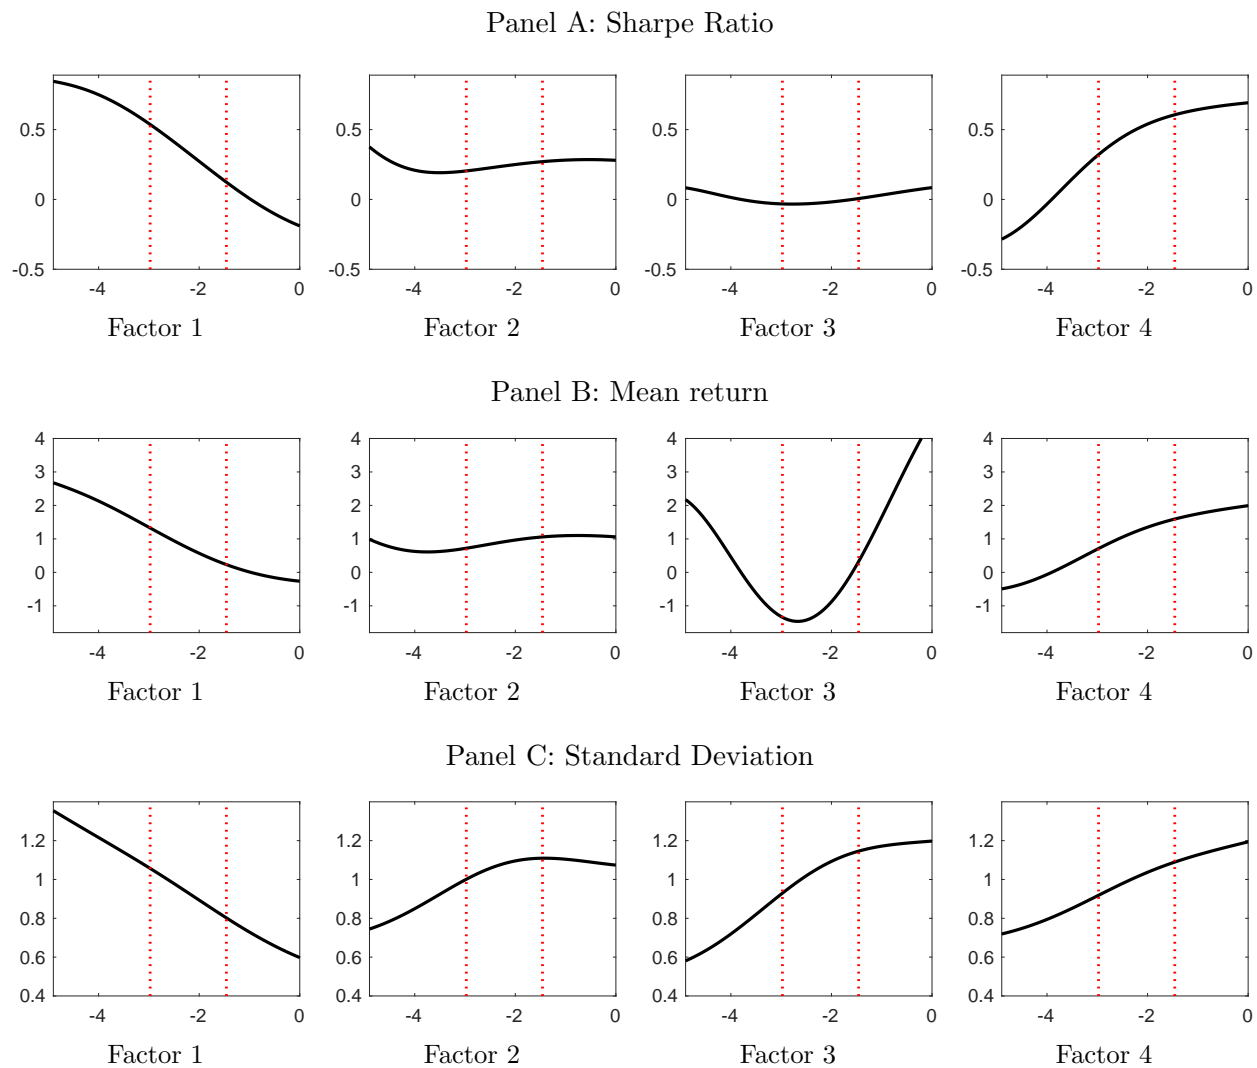 Panel A: Sharpe Ratio
0.5 0.5 0.5 0.5
0 0 0 0
-0.5 -0.5 -0.5 -0.5
-4 -2 0 -4 -2 0 -4 -2 0 -4 -2 0
Factor 1 Factor 2 Factor 3 Factor 4
Panel B: Mean return
4 4 4 4
3 3 3 3
2 2 2 2
1 1 1 1
0 0 0 0
-1 -1 -1 -1
-4 -2 0 -4 -2 0 -4 -2 0 -4 -2 0
Factor 1 Factor 2 Factor 3 Factor 4
Panel C: Standard Deviation
1.2 1.2 1.2 1.2
1 1 1 1
0.8 0.8 0.8 0.8
0.6 0.6 0.6 0.6
0.4 0.4 0.4 0.4
-4 -2 0 -4 -2 0 -4 -2 0 -4 -2 0
Factor 1 Factor 2 Factor 3 Factor 4